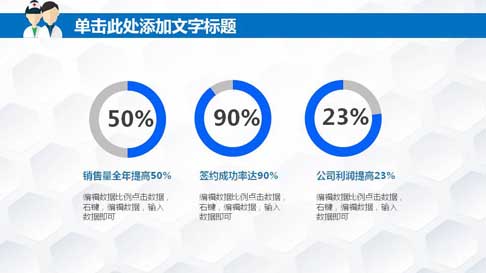 单击此处添加文字标题
50%
90%
23%
销售量全年提高50%
签约成功率达90%
公司利润提高23%
编辑数据比例点击数据，
右键，编辑数据，输入
数据即可
编辑数据比例点击数据，
右键，编辑数据，输入
数据即可
编辑数据比例点击数据，
右键，编辑数据，输入
数据即可